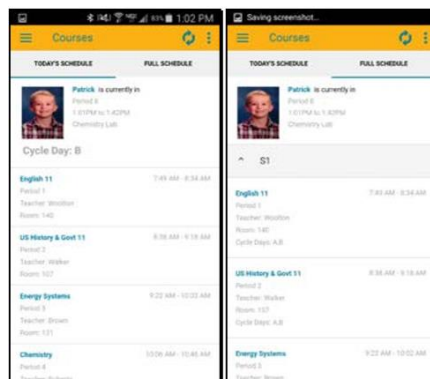 83% 1:02 PM
Courses
TODAY'S SCHEDULE FULL SCHEDULE
Patrick is currently in
Period 8
1:01PM to 1:42PM
Chemistry Lab
Cycle Day: B
English 11 7:49 AM - 8:34 AM
Period 1
Teacher: Wootton
Room: 140
US History & Govt 11 8:38 AM - 9:18 AM
Period 2
Teacher: Walker
Room: 107
Energy Systems 9:22 AM - 10:02 AM
Period 3
Teacher: Brown
Room: 131
Chemistry 10:06 AM - 10:46 AM
Period 4
Saving screenshot...
Courses
TODAY'S SCHEDULE FULL SCHEDULE
Patrick is currently in
Period 8
1:01PM to 1:42PM
Chemistry Lab
S1
English 11 7:49 AM - 8:34 AM
Period 1
Teacher: Wootton
Room: 140
Cycle Days: A,B
US History & Govt 11 8:38 AM - 9:18 AM
Period 2
Teacher: Walker
Room: 107
Cycle Days: A,B
Energy Systems 9:22 AM - 10:02 AM
Period 3
Teacher: Brown